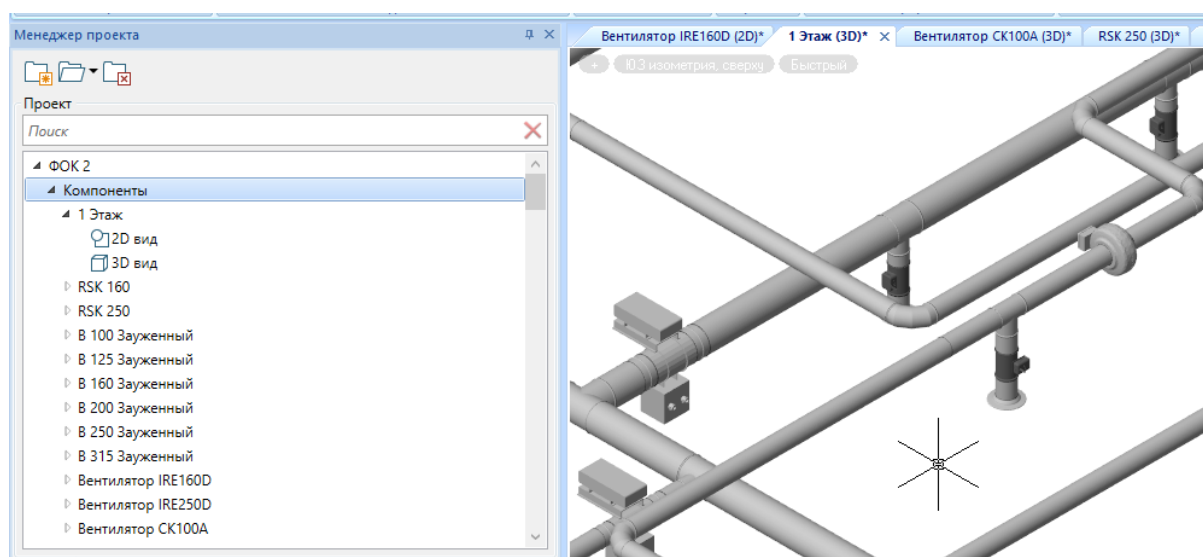 Менеджер проекта
Вентилятор IRE160D (2D)* 1 Этаж (3D)* Вентилятор СК100А (3D)* RSK 250 (3D)*
+ ЮЗ изометрия, сверху Быстрый
Проект
Поиск
ФОК 2
Компоненты
1 Этаж
2D вид
3D вид
RSK 160
RSK 250
В 100 Зауженный
В 125 Зауженный
В 160 Зауженный
В 200 Зауженный
В 250 Зауженный
В 315 Зауженный
Вентилятор IRE160D
Вентилятор IRE250D
Вентилятор СК100А